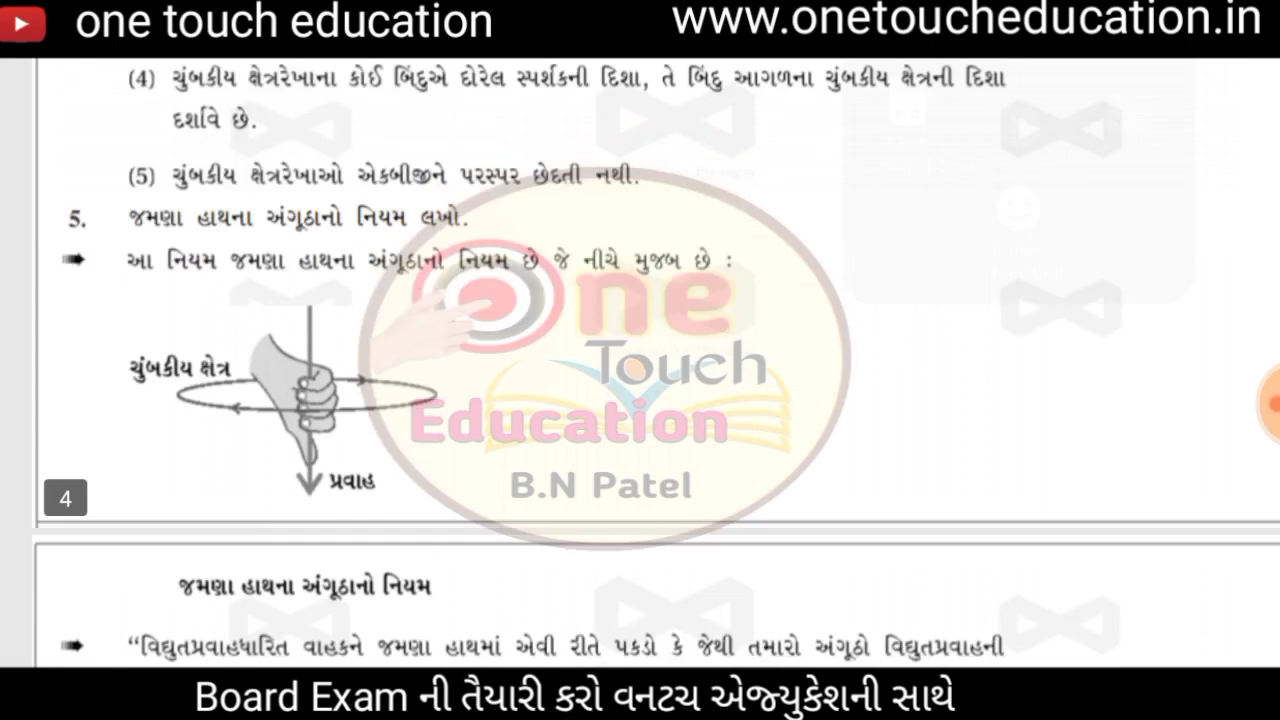 one touch education
www.onetoucheducation.in
(4) ચુંબકીય ક્ષેત્રરેખાના કોઈ બિંદુએ દોરેલ સ્પર્શકની દિશા, તે બિંદુ આગળના ચુંબકીય ક્ષેત્રની દિશા
દર્શાવે છે.
(5) ચુંબકીય ક્ષેત્રરેખાઓ એકબીજીને પરસ્પર છેદતી નથી.
5. જમણા હાથના અંગૂઠાનો નિયમ લખો.
➠ આ નિયમ જમણા હાથના અંગૂઠાનો નિયમ છે જે નીચે મુજબ છે :
One
Touch
ચુંબકીય ક્ષેત્ર
Education
પ્રવાહ
B.N Patel
4
જમણા હાથના અંગૂઠાનો નિયમ
➠ “વિદ્યુતપ્રવાહધારિત વાહકને જમણા હાથમાં એવી રીતે પકડો કે જેથી તમારો અંગૂઠો વિદ્યુતપ્રવાહની
Board Exam ની તૈયારી કરો વનટચ એજ્યુકેશની સાથે